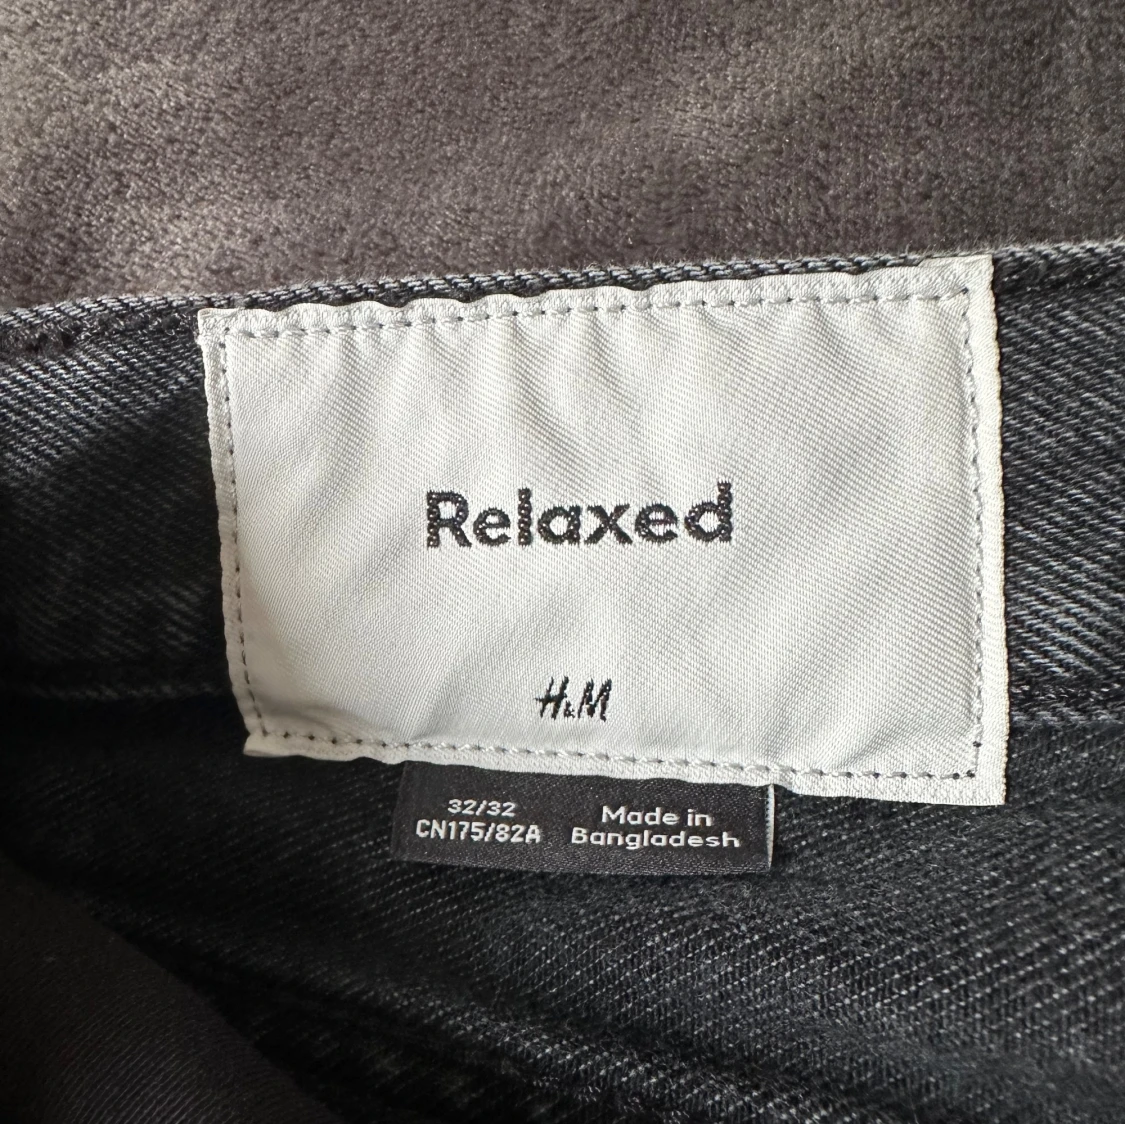 Relaxed
H&M
32/32
CN175/82A
Made in
Bangladesh